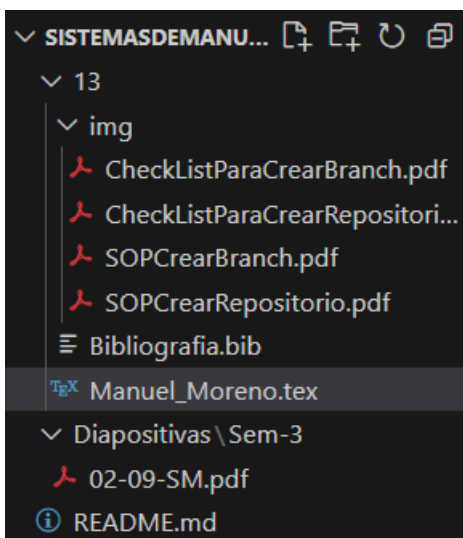 SISTEMASDEMANU...
13
img
CheckListParaCrearBranch.pdf
CheckListParaCrearRepositori...
SOPCrearBranch.pdf
SOPCrearRepositorio.pdf
Bibliografia.bib
TEX Manuel_Moreno.tex
Diapositivas\Sem-3
02-09-SM.pdf
README.md